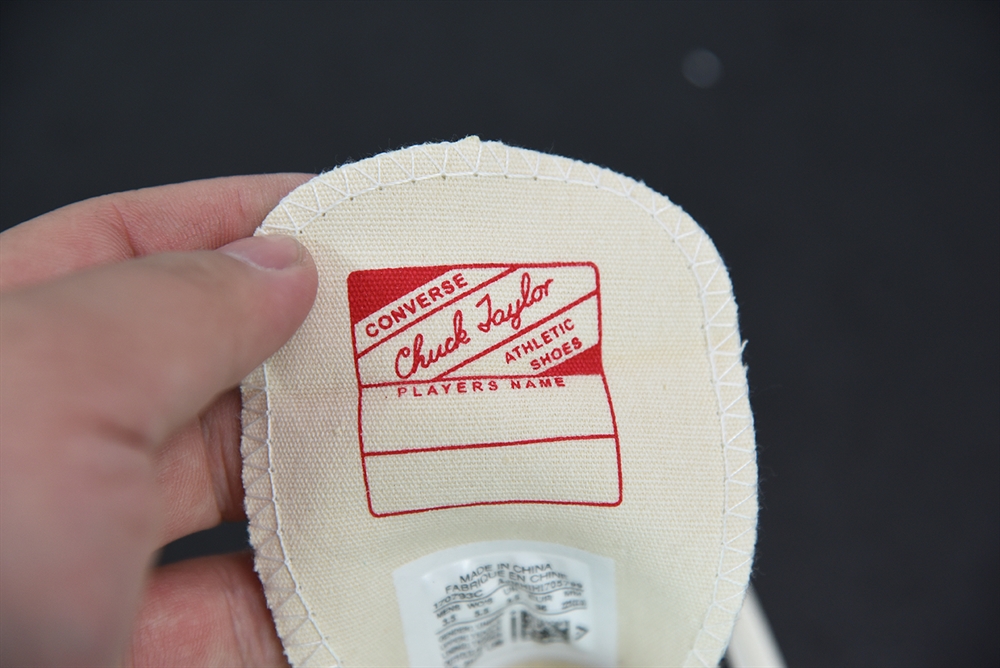 CONVERSE
Chuck Taylor
ATHLETIC
SHOES
PLAYERS NAME
MADE IN CHINA
FABRIQUÉ EN CHINE